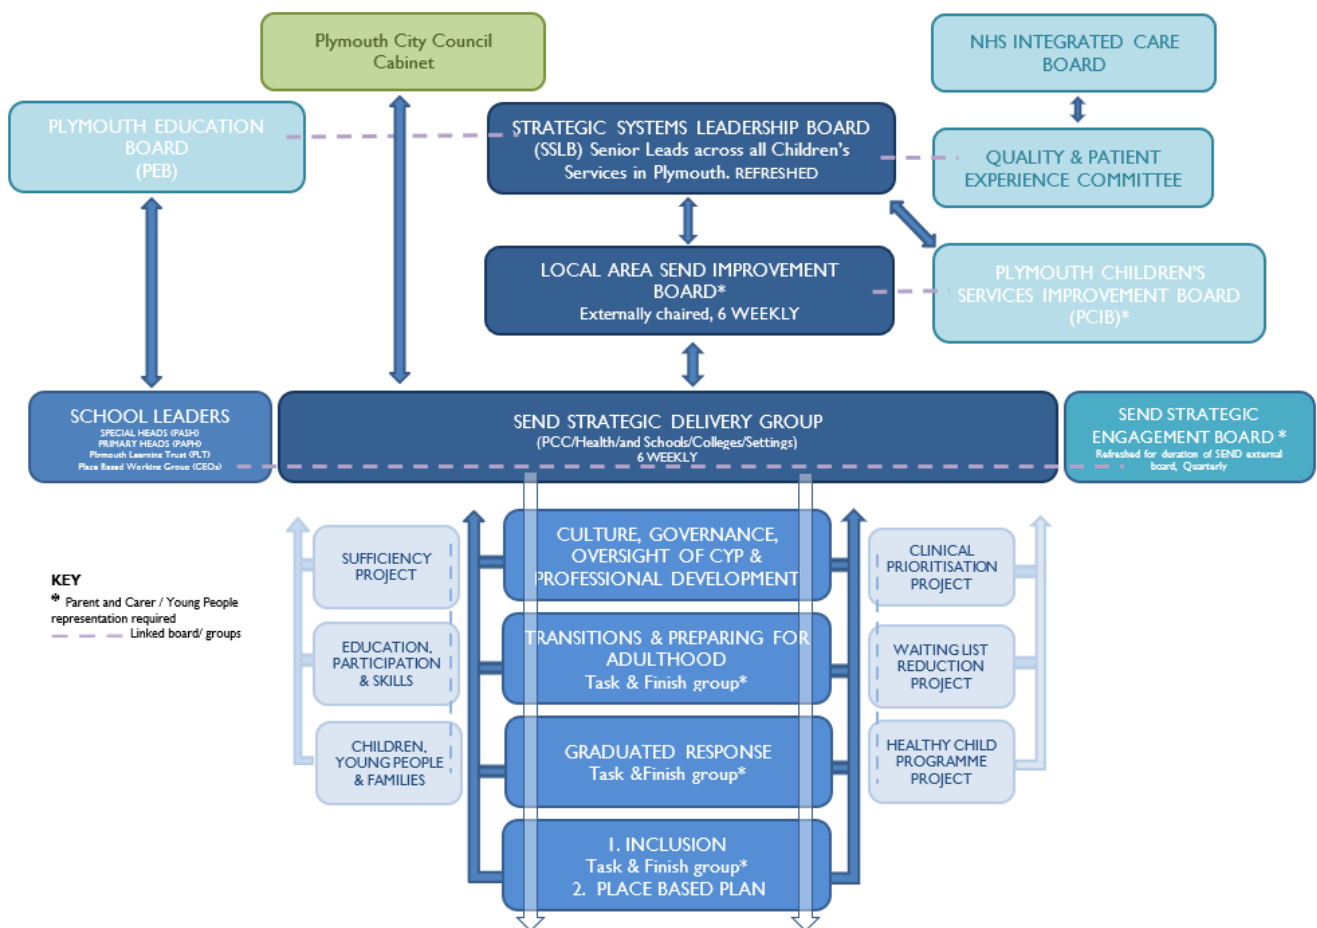 Plymouth City Council
Cabinet
NHS INTEGRATED CARE
BOARD
PLYMOUTH EDUCATION
BOARD
(PEB)
STRATEGIC SYSTEMS LEADERSHIP BOARD
(SSLB) Senior Leads across all Children's
Services in Plymouth. REFRESHED
QUALITY & PATIENT
EXPERIENCE COMMITTEE
LOCAL AREA SEND IMPROVEMENT
BOARD*
Externally chaired, 6 WEEKLY
PLYMOUTH CHILDREN'S
SERVICES IMPROVEMENT BOARD
(PCIB)*
SCHOOL LEADERS
SPECIAL HEADS (PASH)
PRIMARY HEADS (PAPH)
Plymouth Learning Trust (PLT)
Place Based Working Group (CEOs)
SEND STRATEGIC DELIVERY GROUP
(PCC/Health/and Schools/Colleges/Settings)
6 WEEKLY
SEND STRATEGIC
ENGAGEMENT BOARD *
Refreshed for duration of SEND external
board, Quarterly
SUFFICIENCY
PROJECT
EDUCATION,
PARTICIPATION
& SKILLS
CHILDREN,
YOUNG PEOPLE
& FAMILIES
CULTURE, GOVERNANCE,
OVERSIGHT OF CYP &
PROFESSIONAL DEVELOPMENT
TRANSITIONS & PREPARING FOR
ADULTHOOD
Task & Finish group*
GRADUATED RESPONSE
Task &Finish group*
1. INCLUSION
Task & Finish group*
2. PLACE BASED PLAN
CLINICAL
PRIORITISATION
PROJECT
WAITING LIST
REDUCTION
PROJECT
HEALTHY CHILD
PROGRAMME
PROJECT
KEY
* Parent and Carer / Young People
representation required
Linked board/ groups